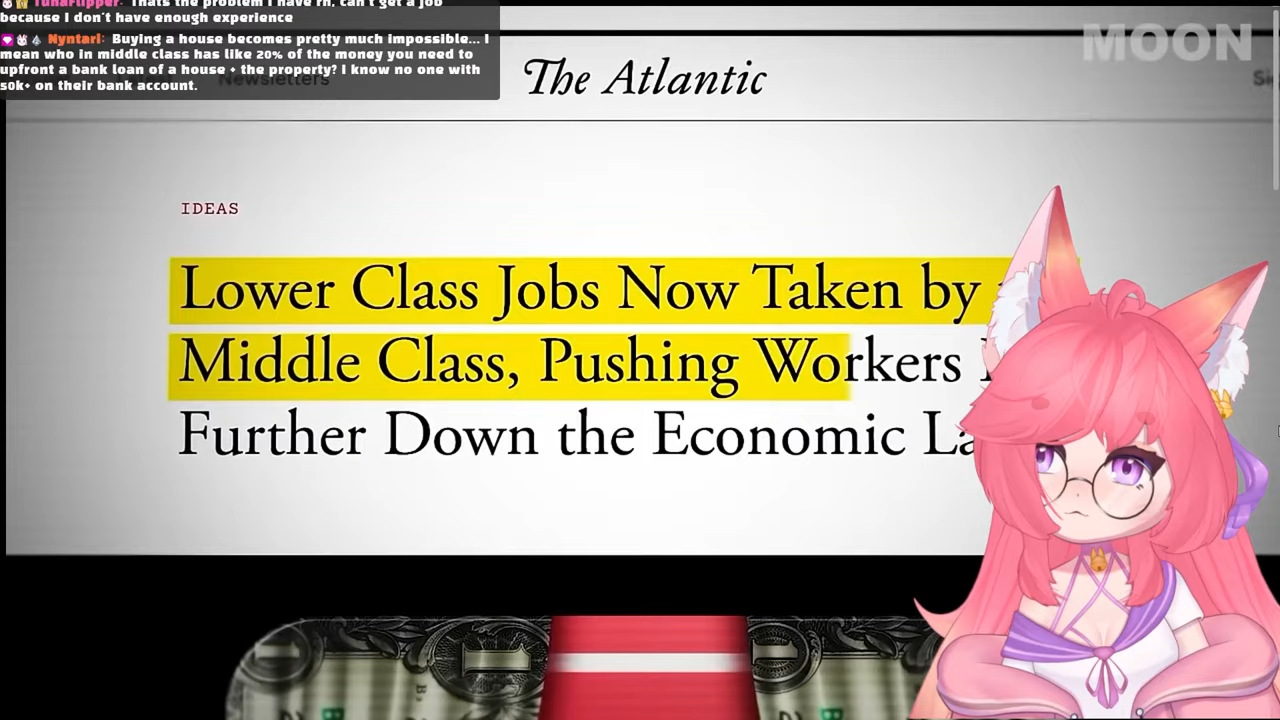 TunaFlipper: Thats the problem I have rn, can't get a job
because I don't have enough experience
Nyntari: Buying a house becomes pretty much impossible... I
mean who in middle class has like 20% of the money you need to
upfront a bank loan of a house + the property? I know no one with
50k+ on their bank account.
Newsletters
The Atlantic
MOON
IDEAS
Lower Class Jobs Now Taken by
Middle Class, Pushing Workers
Further Down the Economic